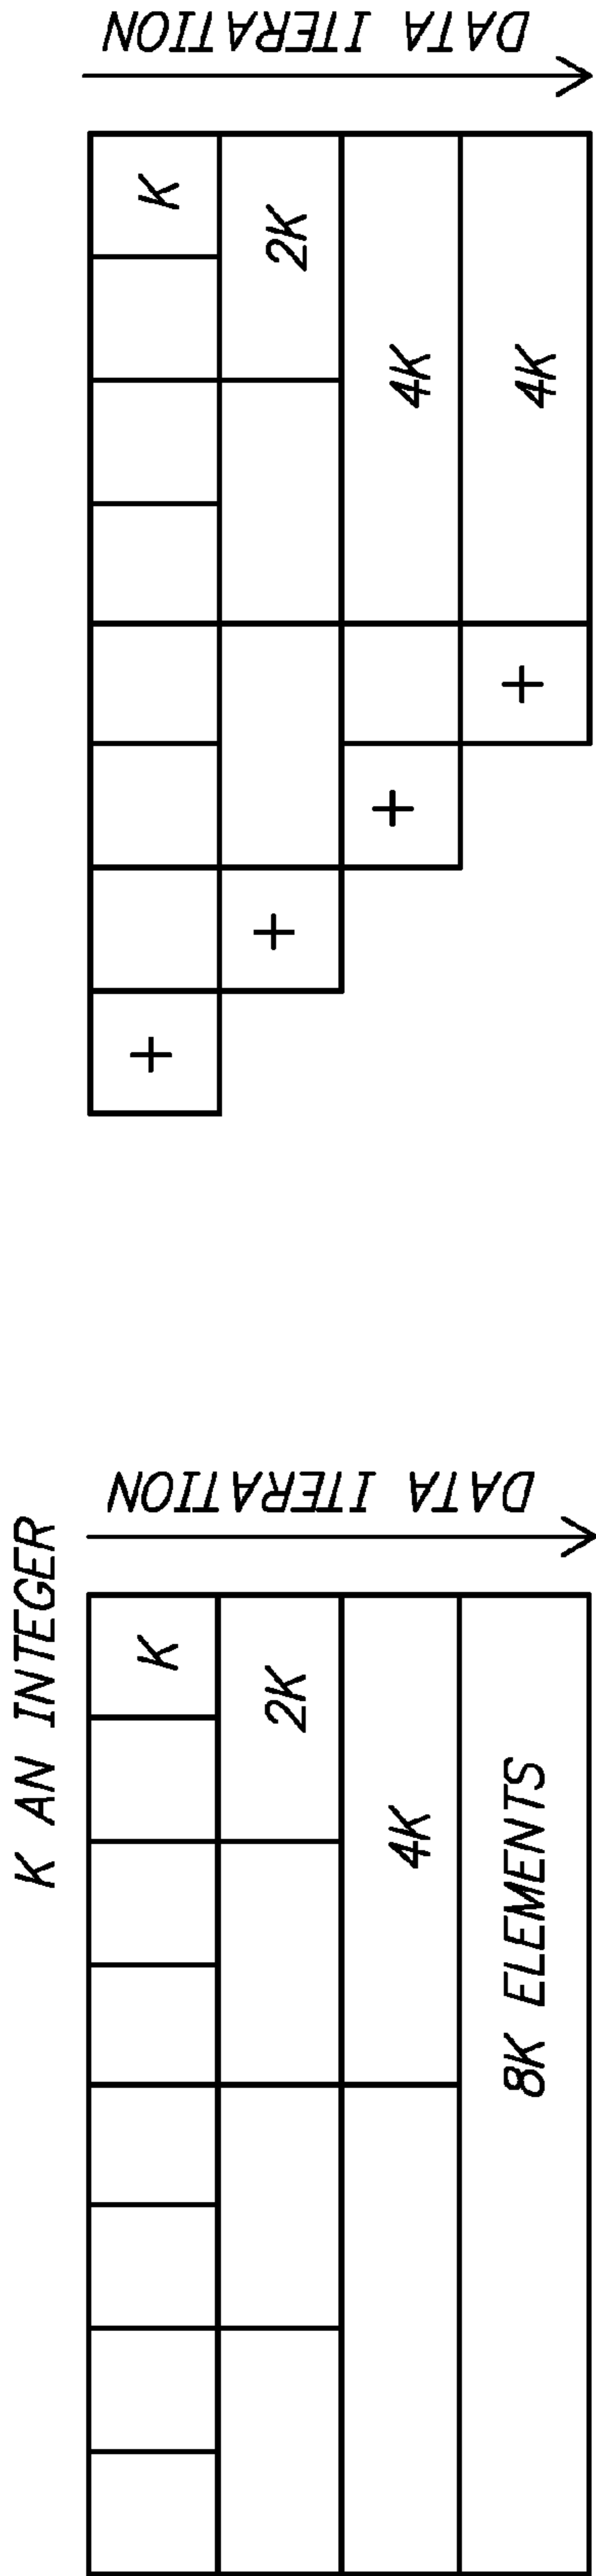 DATA ITERATION
K
2K
4K
4K
+
+
+
+
K AN INTEGER
DATA ITERATION
K
2K
4K
8K ELEMENTS